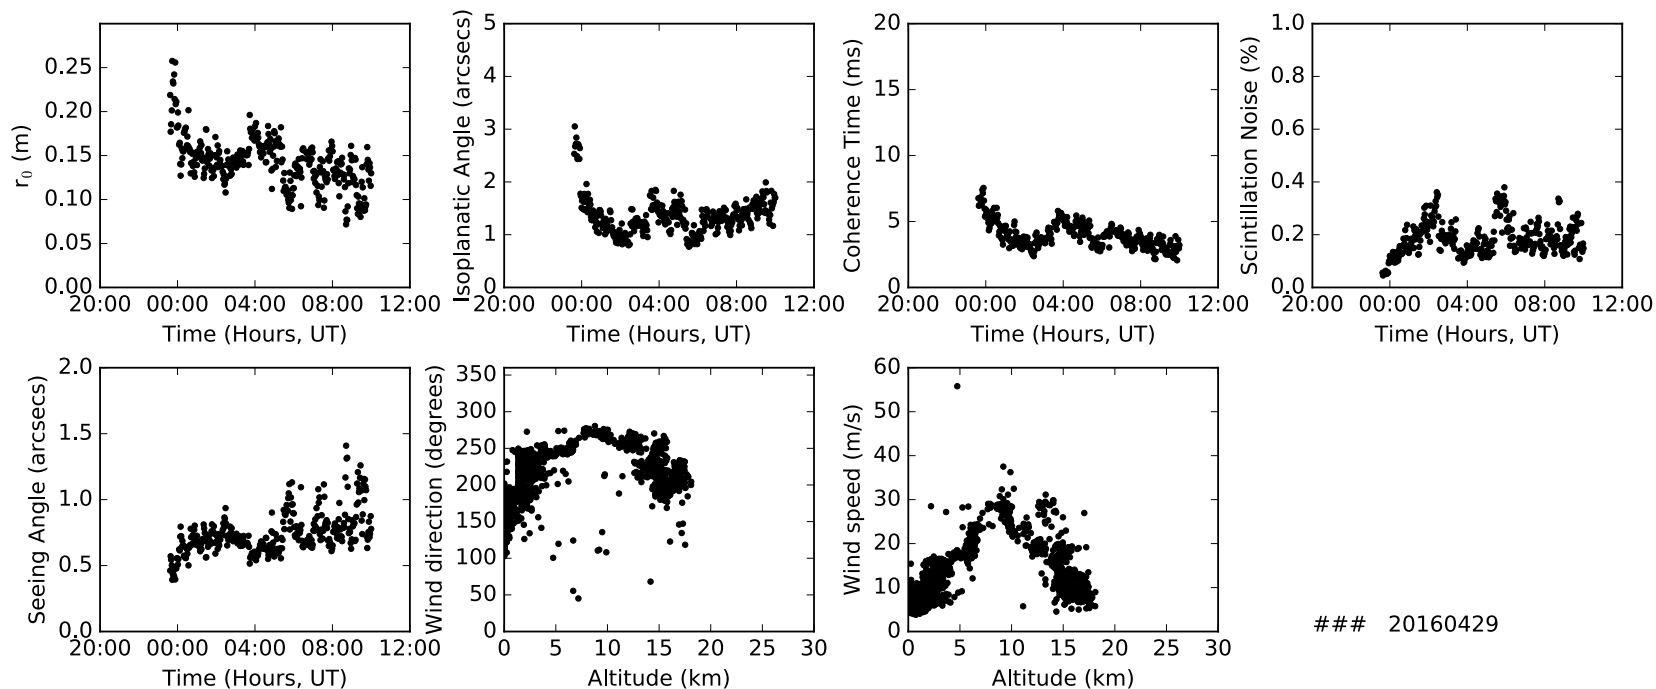 r₀ (m)
0.25
0.20
0.15
0.10
0.05
0.00
20:00 00:00 04:00 08:00 12:00
Time (Hours, UT)
Isoplanatic Angle (arcsecs)
5
4
3
2
1
0
20:00 00:00 04:00 08:00 12:00
Time (Hours, UT)
Coherence Time (ms)
20
15
10
5
0
20:00 00:00 04:00 08:00 12:00
Time (Hours, UT)
Scintillation Noise (%)
1.0
0.8
0.6
0.4
0.2
0.0
20:00 00:00 04:00 08:00 12:00
Time (Hours, UT)
Seeing Angle (arcsecs)
2.0
1.5
1.0
0.5
0.0
20:00 00:00 04:00 08:00 12:00
Time (Hours, UT)
Wind direction (degrees)
350
300
250
200
150
100
50
0
0 5 10 15 20 25 30
Altitude (km)
Wind speed (m/s)
60
50
40
30
20
10
0
0 5 10 15 20 25 30
Altitude (km)
### 20160429